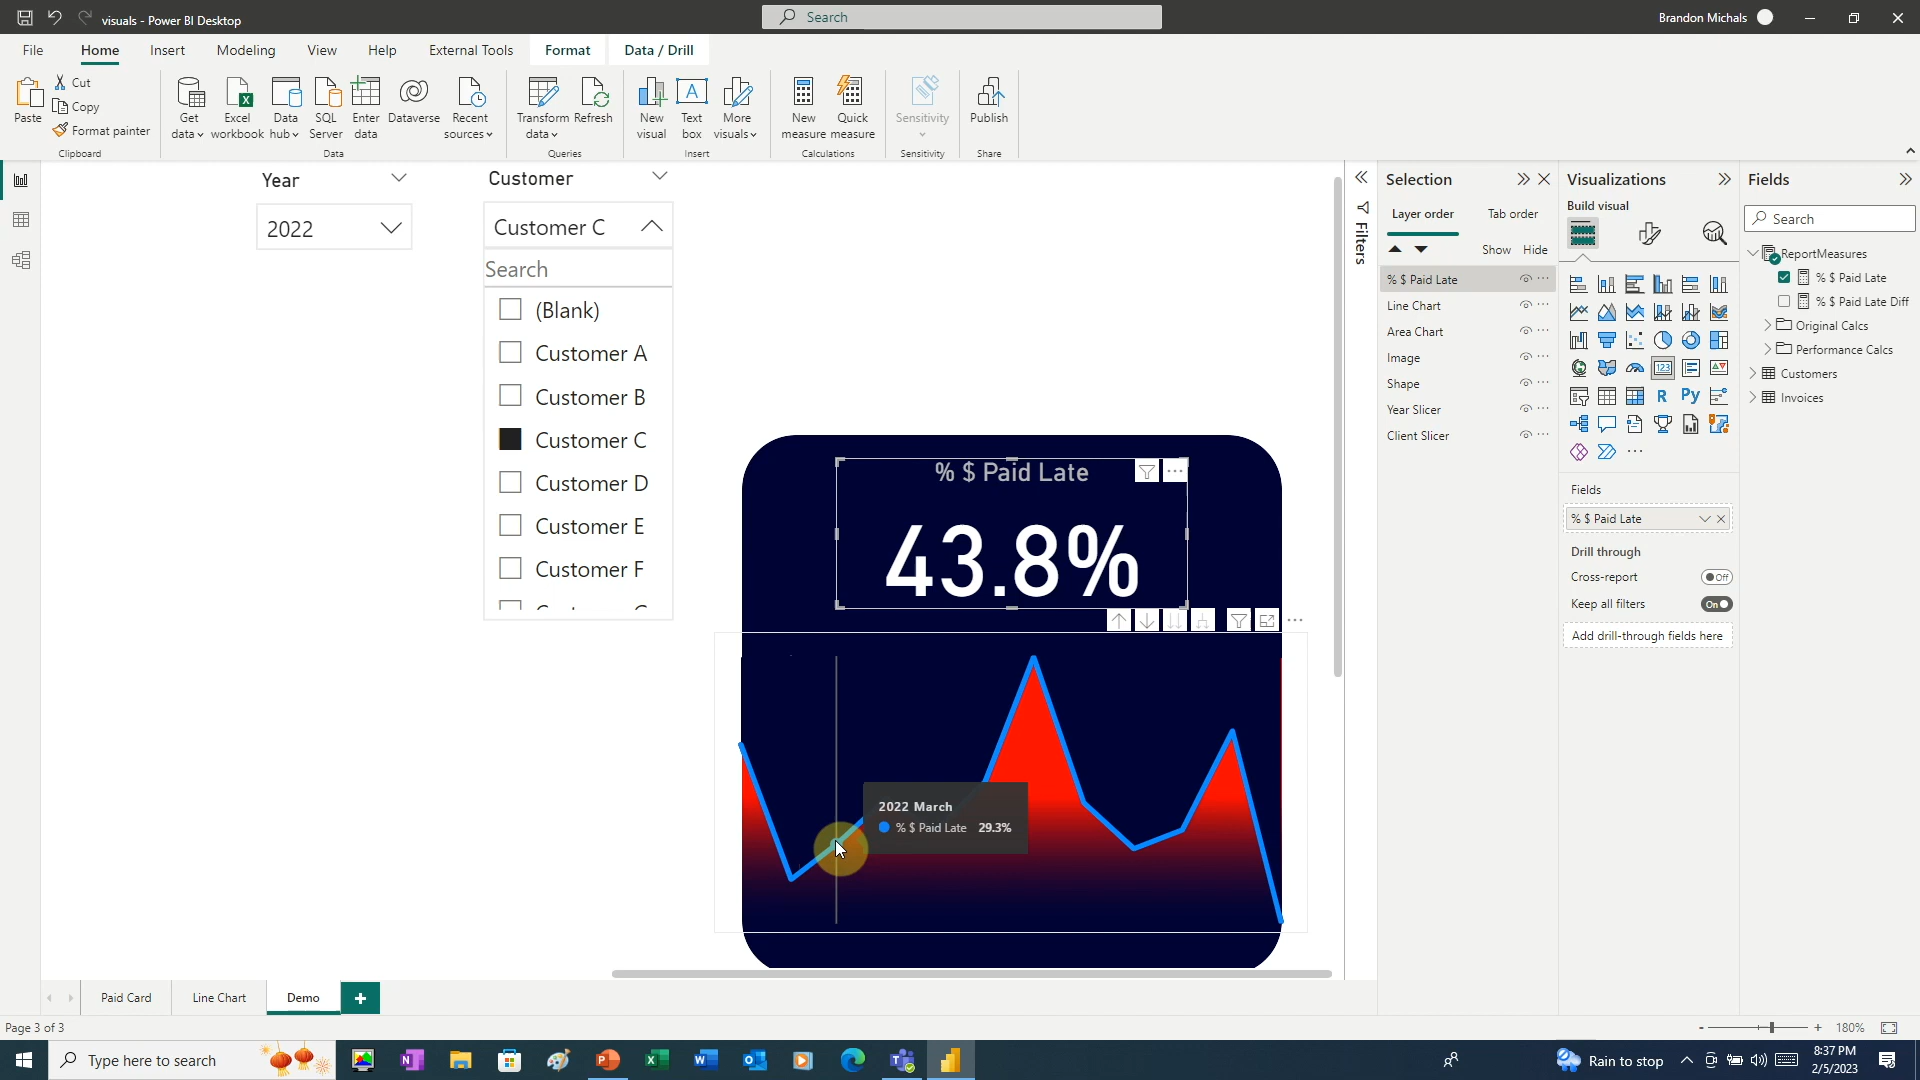 visuals - Power BI Desktop
Search
Brandon Michals
File
Home
Insert
Modeling
View
Help
External Tools
Format
Data / Drill
Paste
Cut
Copy
Format painter
Clipboard
Get data
Excel workbook
Data hub
SQL Server
Enter data
Dataverse
Recent sources
Data
Transform data
Refresh
Queries
New visual
Text box
More visuals
Insert
New measure
Quick measure
Calculations
Sensitivity
Sensitivity
Publish
Share
Year
2022
Customer
Customer C
Search
(Blank)
Customer A
Customer B
Customer C
Customer D
Customer E
Customer F
% $ Paid Late
43.8%
2022 March
% $ Paid Late 29.3%
Filters
Selection
Layer order
Tab order
Show
Hide
% $ Paid Late
Line Chart
Area Chart
Image
Shape
Year Slicer
Client Slicer
Visualizations
Build visual
123
R
Py
Fields
% $ Paid Late
Drill through
Cross-report
Off
Keep all filters
On
Add drill-through fields here
Fields
Search
ReportMeasures
% $ Paid Late
% $ Paid Late Diff
Original Calcs
Performance Calcs
Customers
Invoices
Paid Card
Line Chart
Demo
Page 3 of 3
- + 180%
Type here to search
Rain to stop
8:37 PM
2/5/2023